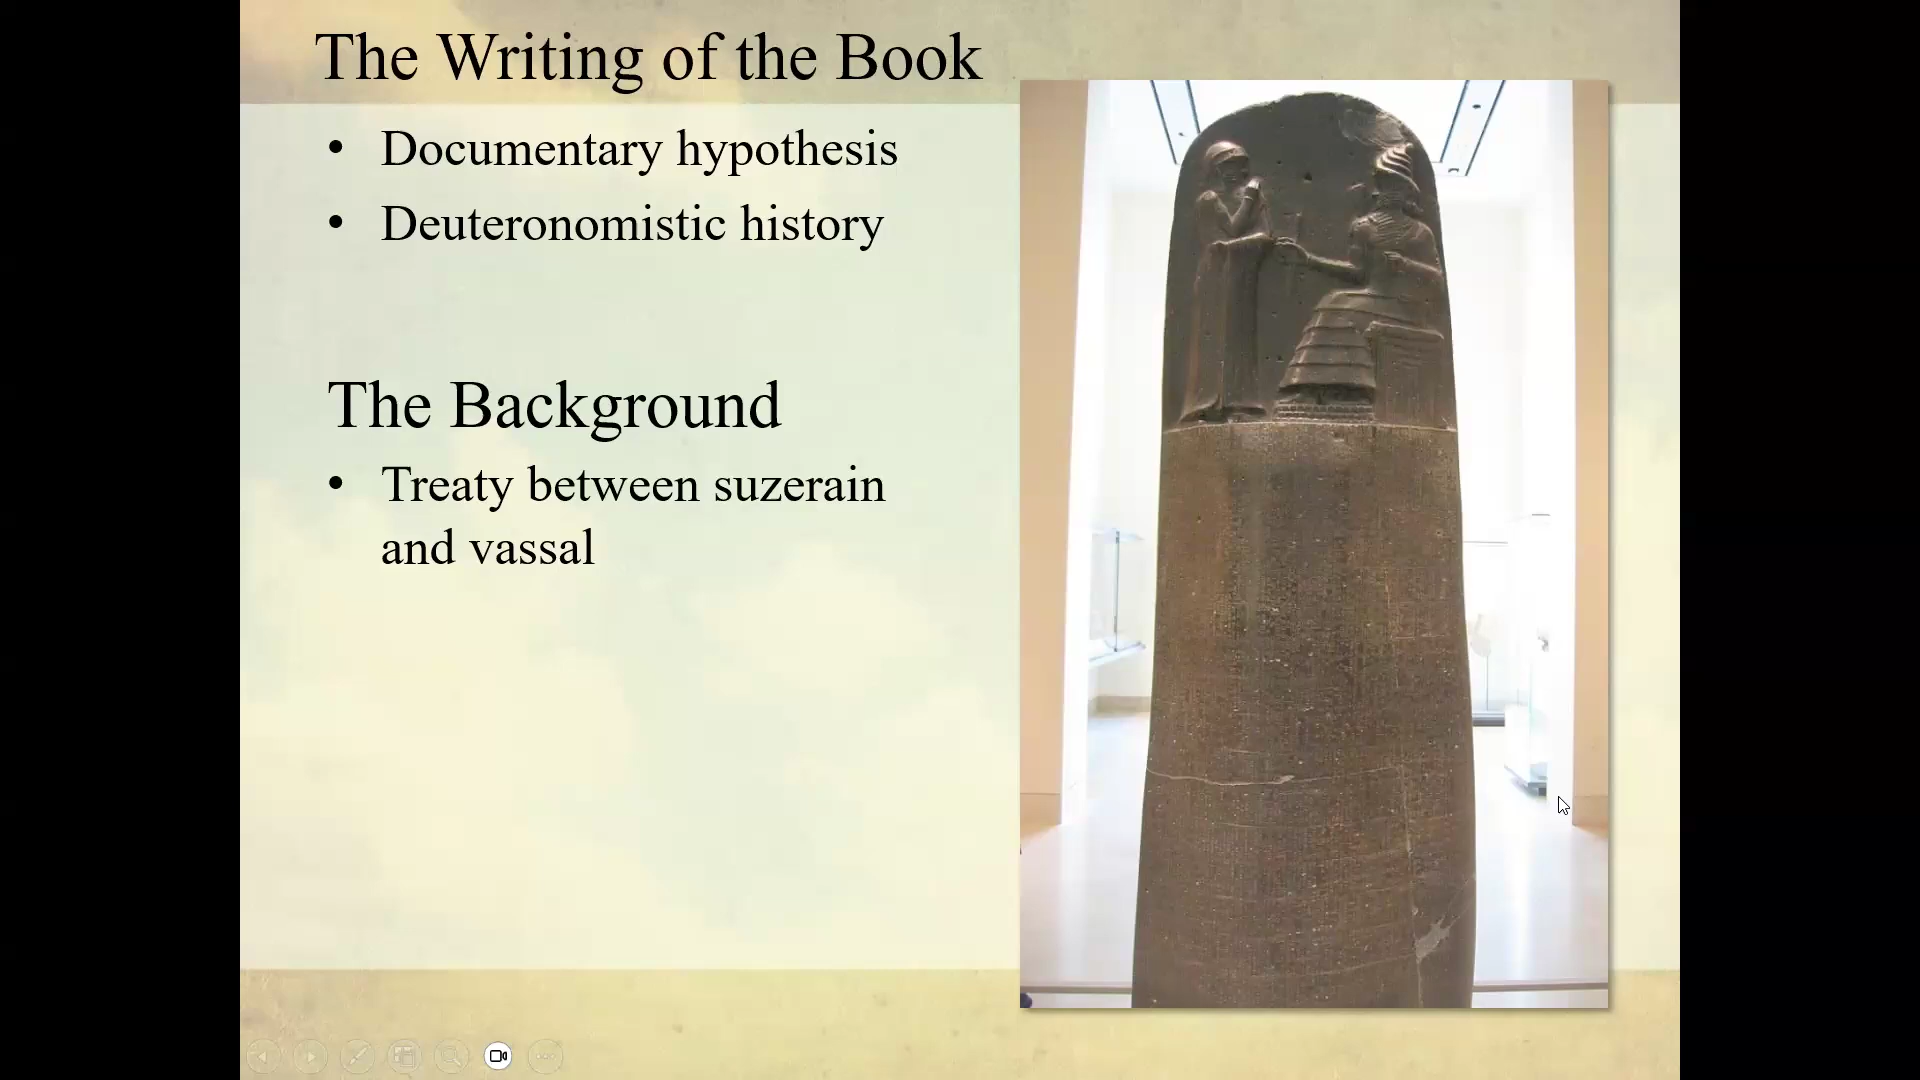 The Writing of the Book
• Documentary hypothesis
• Deuteronomistic history
The Background
• Treaty between suzerain
and vassal